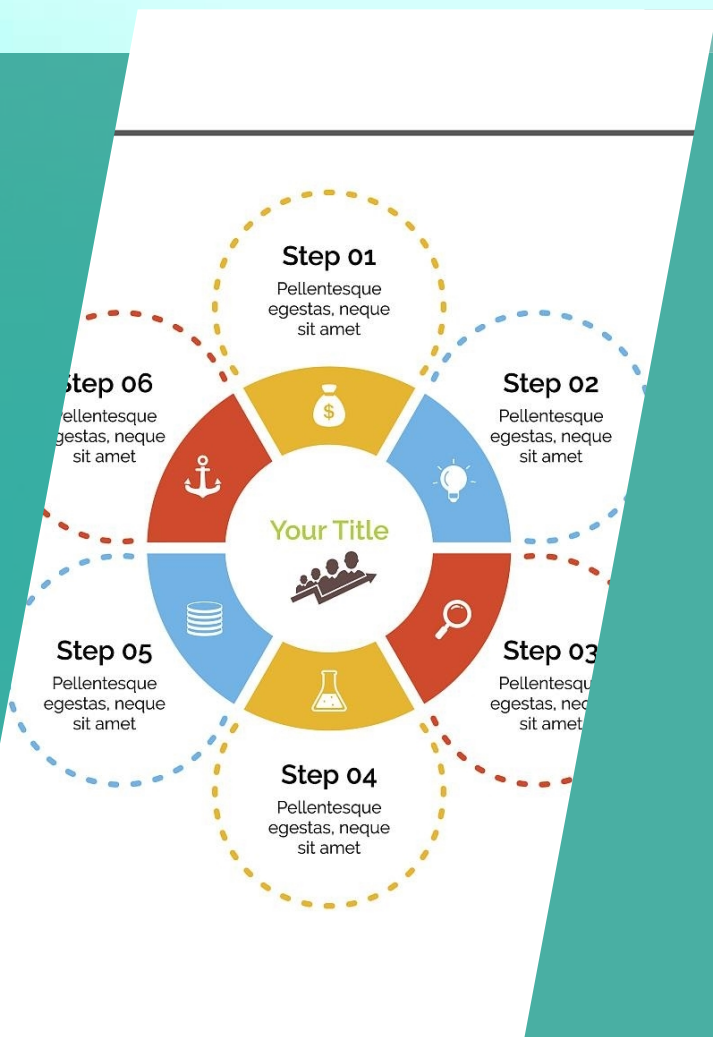 Step 01
Pellentesque
egestas, neque
sit amet
Step 02
Pellentesque
egestas, neque
sit amet
Step 03
Pellentesqu
egestas, nec
sit amet
Step 04
Pellentesque
egestas, neque
sit amet
Step 05
Pellentesque
egestas, neque
sit amet
Step 06
ellentesque
gestas, neque
sit amet
Your Title
$